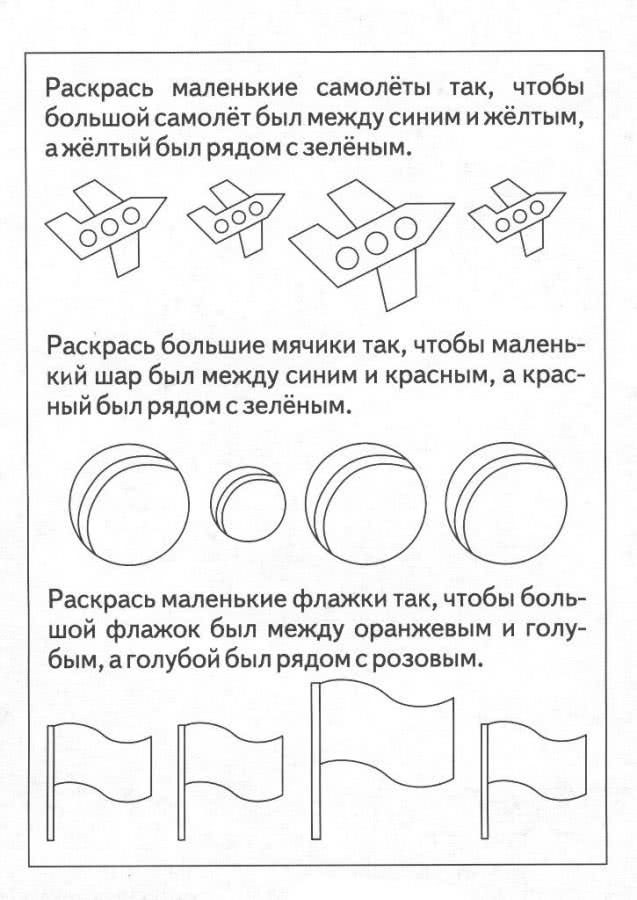 Раскрась маленькие самолёты так, чтобы
большой самолёт был между синим и жёлтым,
а жёлтый был рядом с зелёным.
Раскрась большие мячики так, чтобы малень-
кий шар был между синим и красным, а крас-
ный был рядом с зелёным.
Раскрась маленькие флажки так, чтобы боль-
шой флажок был между оранжевым и голу-
бым, а голубой был рядом с розовым.